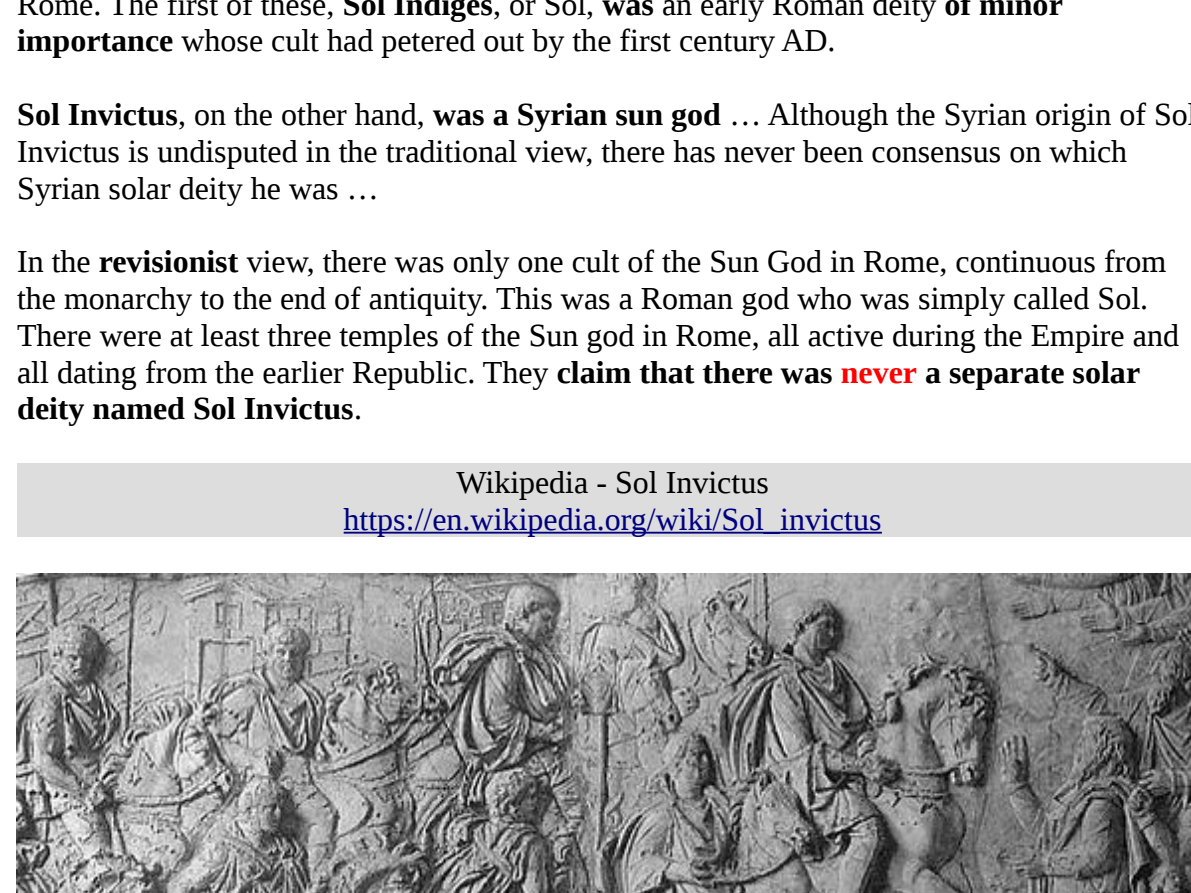 Rome. The first of these, Sol Indiges, or Sol, was an early Roman deity of minor
importance whose cult had petered out by the first century AD.
Sol Invictus, on the other hand, was a Syrian sun god … Although the Syrian origin of Sol
Invictus is undisputed in the traditional view, there has never been consensus on which
Syrian solar deity he was …
In the revisionist view, there was only one cult of the Sun God in Rome, continuous from
the monarchy to the end of antiquity. This was a Roman god who was simply called Sol.
There were at least three temples of the Sun god in Rome, all active during the Empire and
all dating from the earlier Republic. They claim that there was never a separate solar
deity named Sol Invictus.
Wikipedia - Sol Invictus
https://en.wikipedia.org/wiki/Sol_invictus